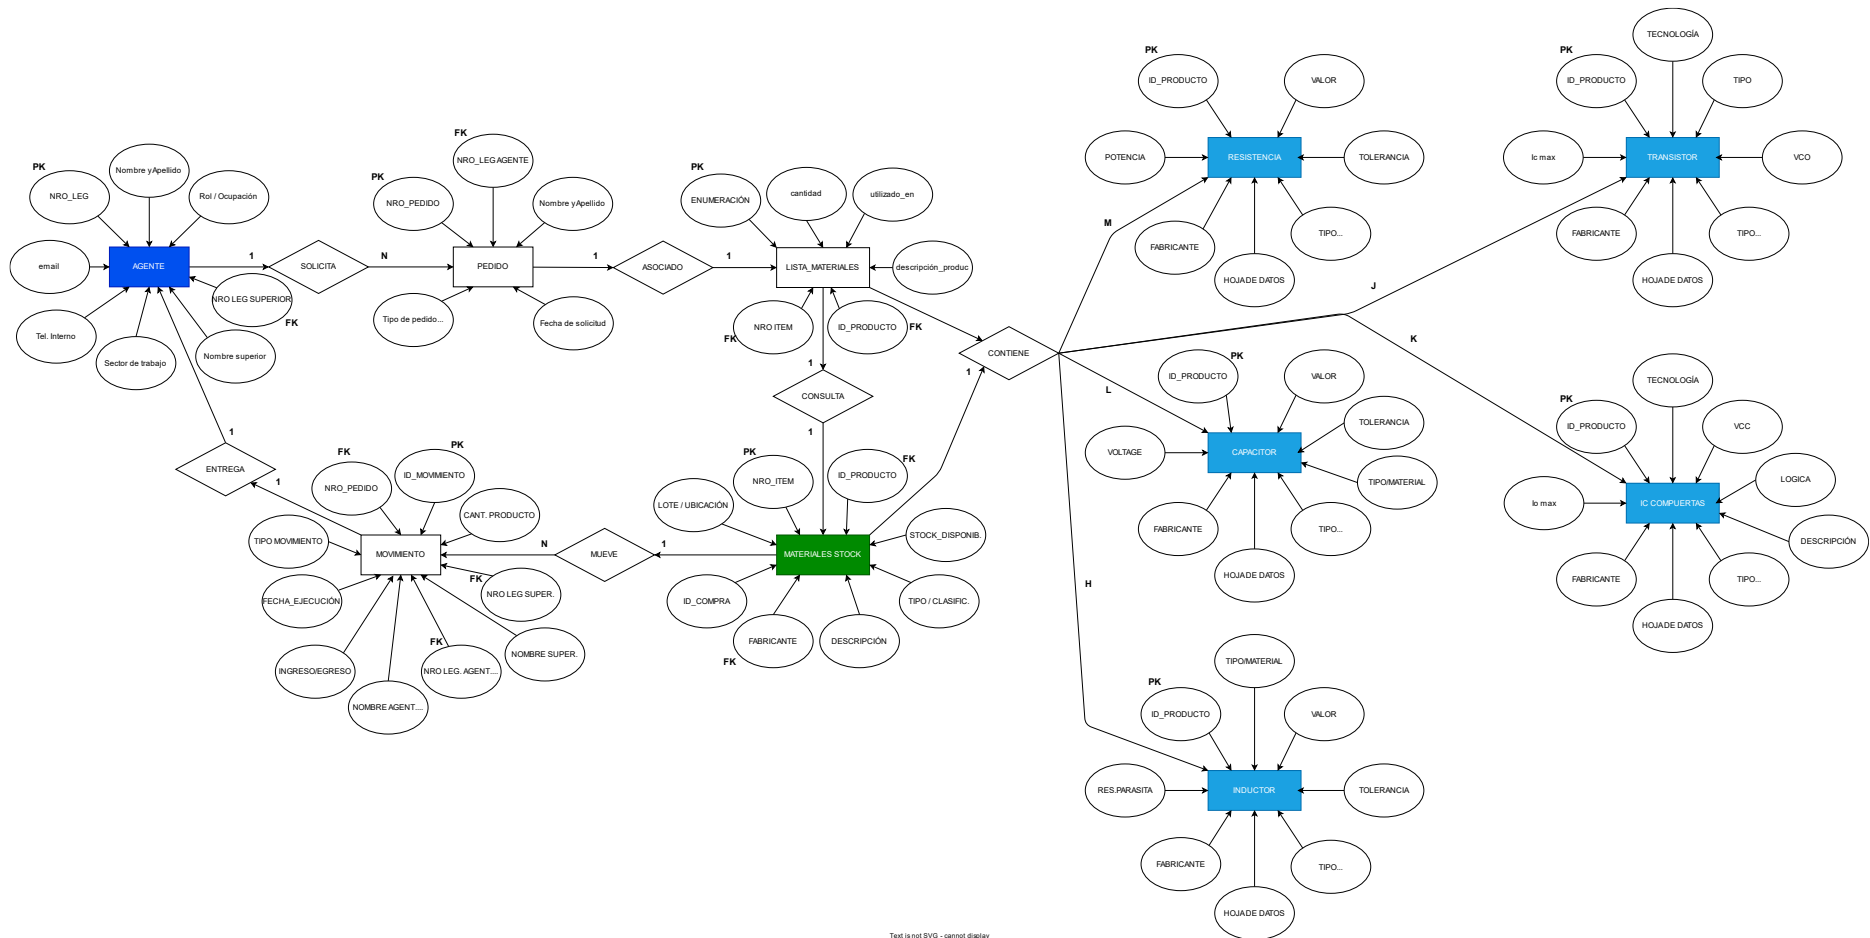 PK
NRO_LEG
Nombre yApellido
Rol / Ocupación
email
AGENTE
NRO LEG SUPERIOR
FK
Tel. Interno
Sector de trabajo
Nombre superior
1
SOLICITA
N
FK
NRO_LEGAGENTE
PK
NRO_PEDIDO
Nombre yApellido
PEDIDO
Tipo de pedido...
Fecha de solicitud
1
ASOCIADO
1
PK
ENUMERACIÓN
cantidad
utilizado_en
LISTA_MATERIALES
descripción_produc
NRO ITEM
FK
ID_PRODUCTO
FK
1
CONSULTA
1
CONTIENE
1
1
ENTREGA
1
FK
NRO_PEDIDO
PK
ID_MOVIMIENTO
CANT. PRODUCTO
TIPO MOVIMIENTO
MOVIMIENTO
FK
NRO LEG SUPER.
FECHA_EJECUCIÓN
INGRESO/EGRESO
NOMBRE AGENT....
FK
NRO LEG. AGENT....
NOMBRE SUPER.
N
MUEVE
1
PK
NRO_ITEM
ID_PRODUCTO
FK
LOTE / UBICACIÓN
STOCK_DISPONIB.
MATERIALES STOCK
ID_COMPRA
FABRICANTE
FK
DESCRIPCIÓN
TIPO / CLASIFIC.
M
J
K
L
H
PK
ID_PRODUCTO
VALOR
POTENCIA
RESISTENCIA
TOLERANCIA
FABRICANTE
HOJA DE DATOS
TIPO...
TECNOLOGÍA
PK
ID_PRODUCTO
TIPO
Ic max
TRANSISTOR
VCO
FABRICANTE
HOJA DE DATOS
TIPO...
PK
ID_PRODUCTO
VALOR
TOLERANCIA
VOLTAGE
CAPACITOR
TIPO/MATERIAL
FABRICANTE
HOJA DE DATOS
TIPO...
TECNOLOGÍA
PK
ID_PRODUCTO
VCC
LOGICA
Io max
IC COMPUERTAS
DESCRIPCIÓN
FABRICANTE
HOJA DE DATOS
TIPO...
TIPO/MATERIAL
PK
ID_PRODUCTO
VALOR
RES.PARASITA
INDUCTOR
TOLERANCIA
FABRICANTE
HOJA DE DATOS
TIPO...
Text is not SVG - cannot display